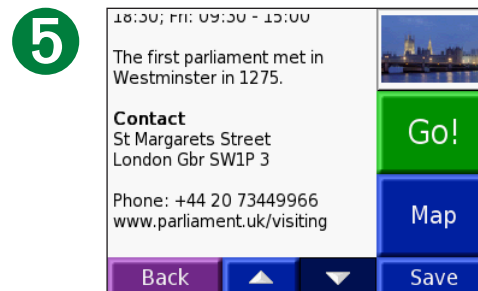 5
18:30; Fri: 09:30 - 15:00
The first parliament met in
Westminster in 1275.
Contact
St Margarets Street
London Gbr SW1P 3
Phone: +44 20 73449966
www.parliament.uk/visiting
Go!
Map
Back
Save